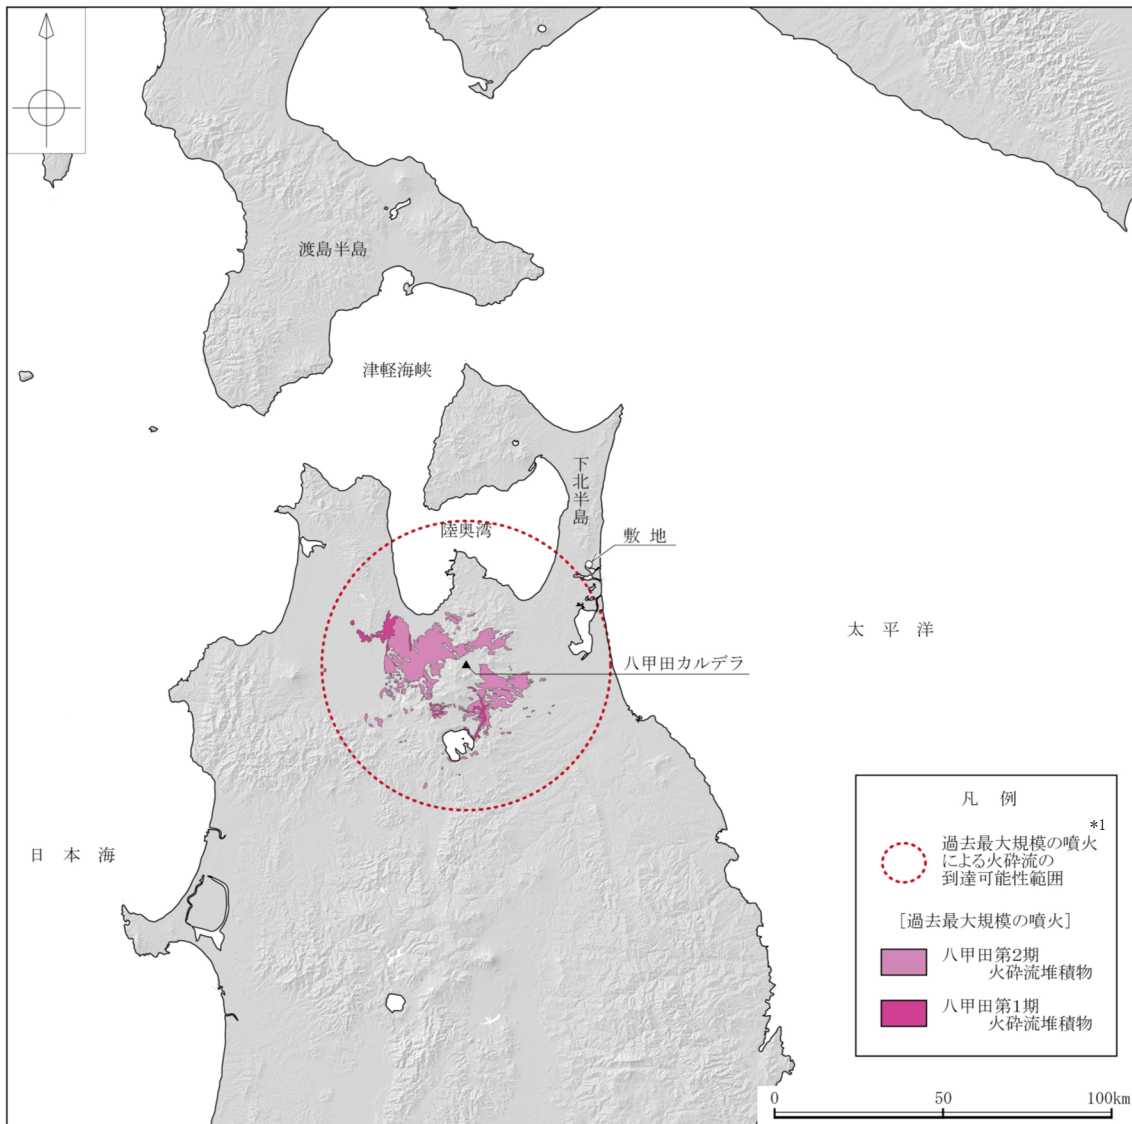 渡島半島
津軽海峡
下北半島
陸奥湾
敷地
太平洋
八甲田カルデラ
日本海
凡例
過去最大規模の噴火*1
による火砕流の
到達可能性範囲
[過去最大規模の噴火]
八甲田第2期
火砕流堆積物
八甲田第1期
火砕流堆積物
0 50 100km